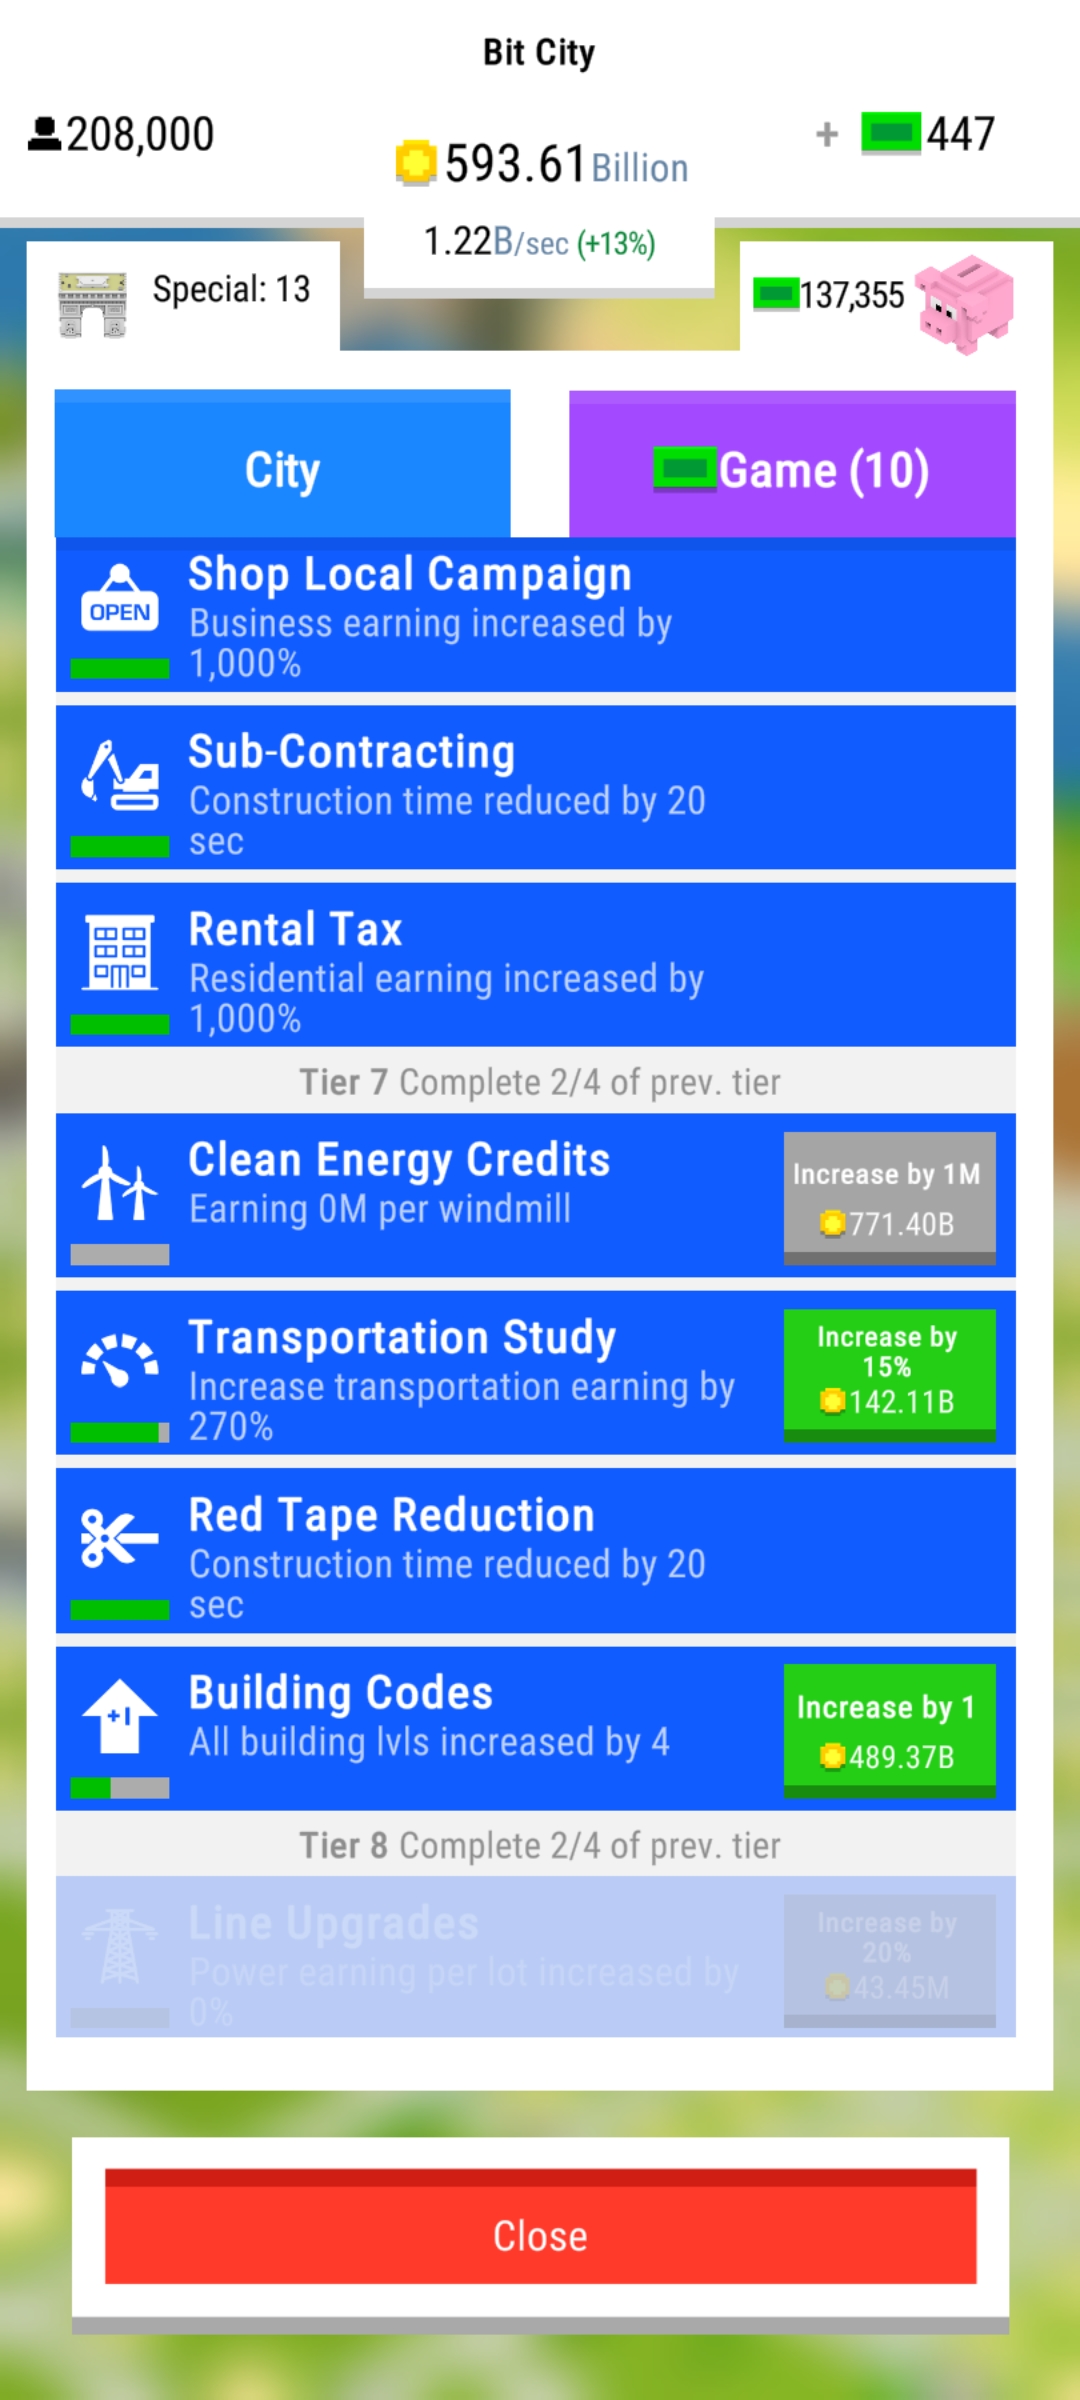 Bit City
208,000
593.61 Billion
+ 447
1.22B/sec (+13%)
Special: 13
137,355
City
Game (10)
Shop Local Campaign
OPEN
Business earning increased by
1,000%
Sub-Contracting
Construction time reduced by 20
sec
Rental Tax
Residential earning increased by
1,000%
Tier 7 Complete 2/4 of prev. tier
Clean Energy Credits
Earning 0M per windmill
Increase by 1M
771.40B
Transportation Study
Increase transportation earning by
270%
Increase by
15%
142.11B
Red Tape Reduction
Construction time reduced by 20
sec
+1
Building Codes
All building lvls increased by 4
Increase by 1
489.37B
Tier 8 Complete 2/4 of prev. tier
Line Upgrades
Power earning per lot increased by
0%
Increase by
20%
43.45M
Close